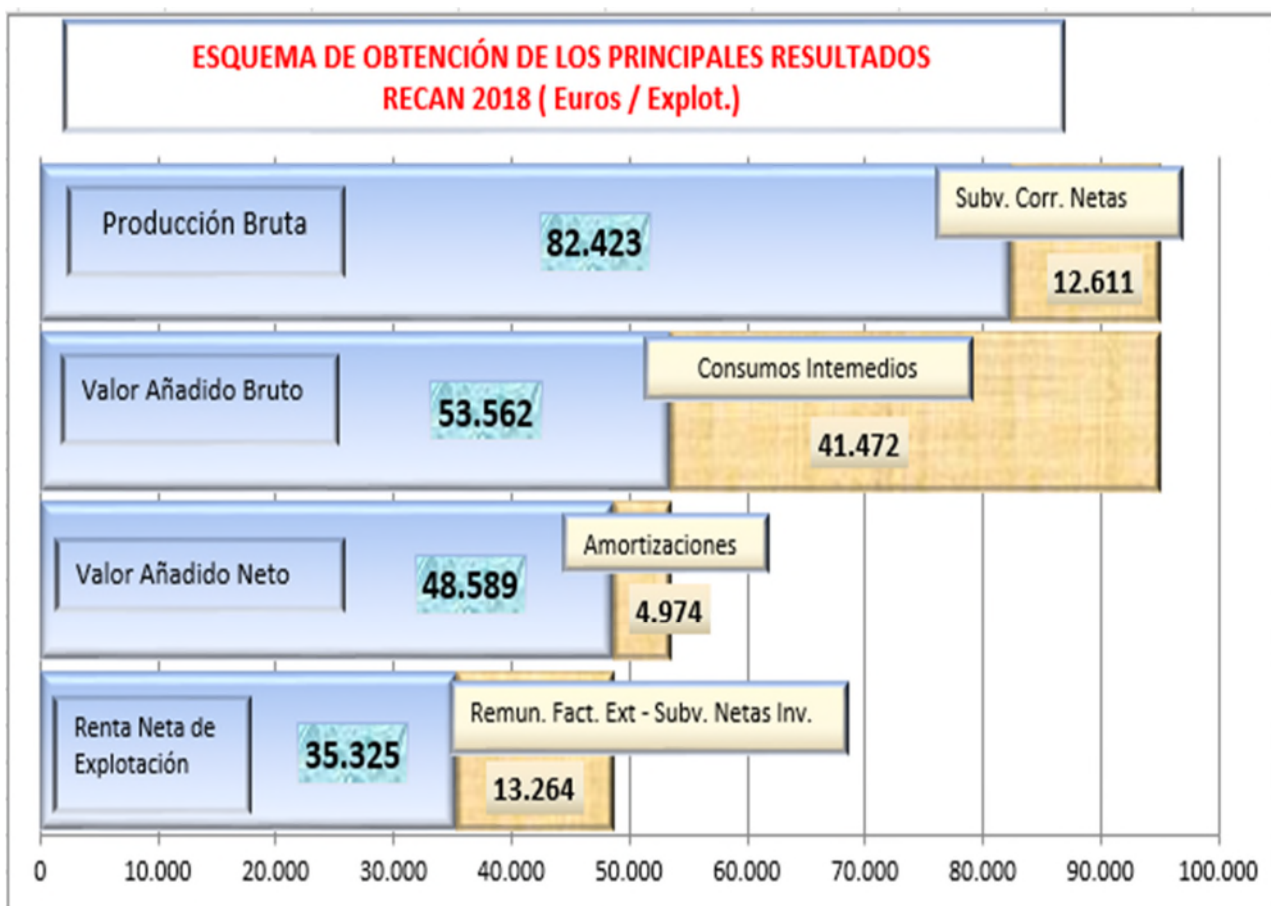 ESQUEMA DE OBTENCIÓN DE LOS PRINCIPALES RESULTADOS
RECAN 2018 ( Euros / Explot.)
Producción Bruta
82.423
Subv. Corr. Netas
12.611
Valor Añadido Bruto
53.562
Consumos Intemedios
41.472
Valor Añadido Neto
48.589
Amortizaciones
4.974
Renta Neta de
Explotación
35.325
Remun. Fact. Ext - Subv. Netas Inv.
13.264
0 10.000 20.000 30.000 40.000 50.000 60.000 70.000 80.000 90.000 100.000